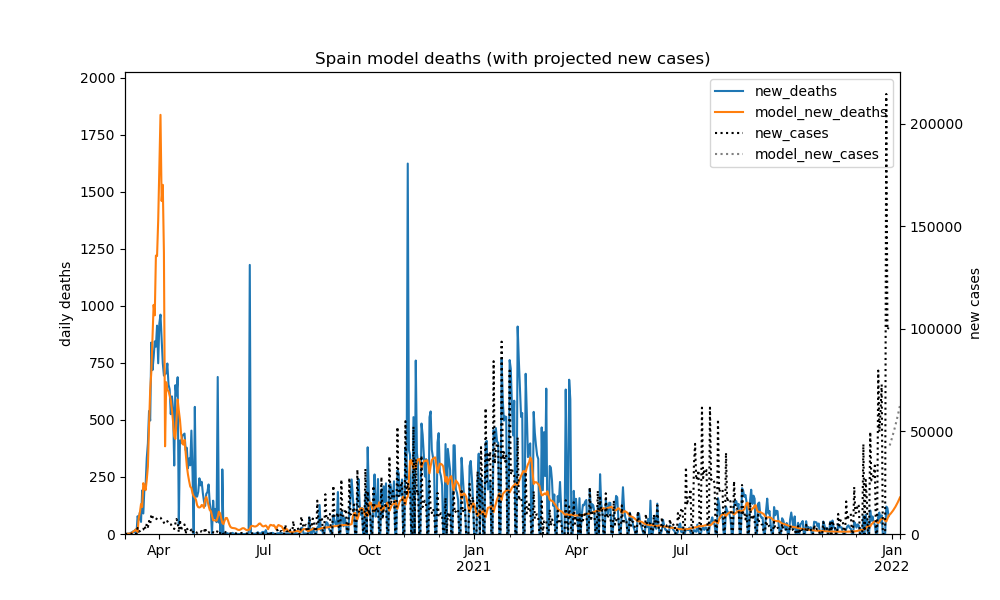 Spain model deaths (with projected new cases)
2000
1750
1500
1250
1000
750
500
250
0
daily deaths
200000
150000
100000
50000
0
new cases
new_deaths
model_new_deaths
new_cases
model_new_cases
Apr Jul Oct Jan Apr Jul Oct Jan
2021 2022